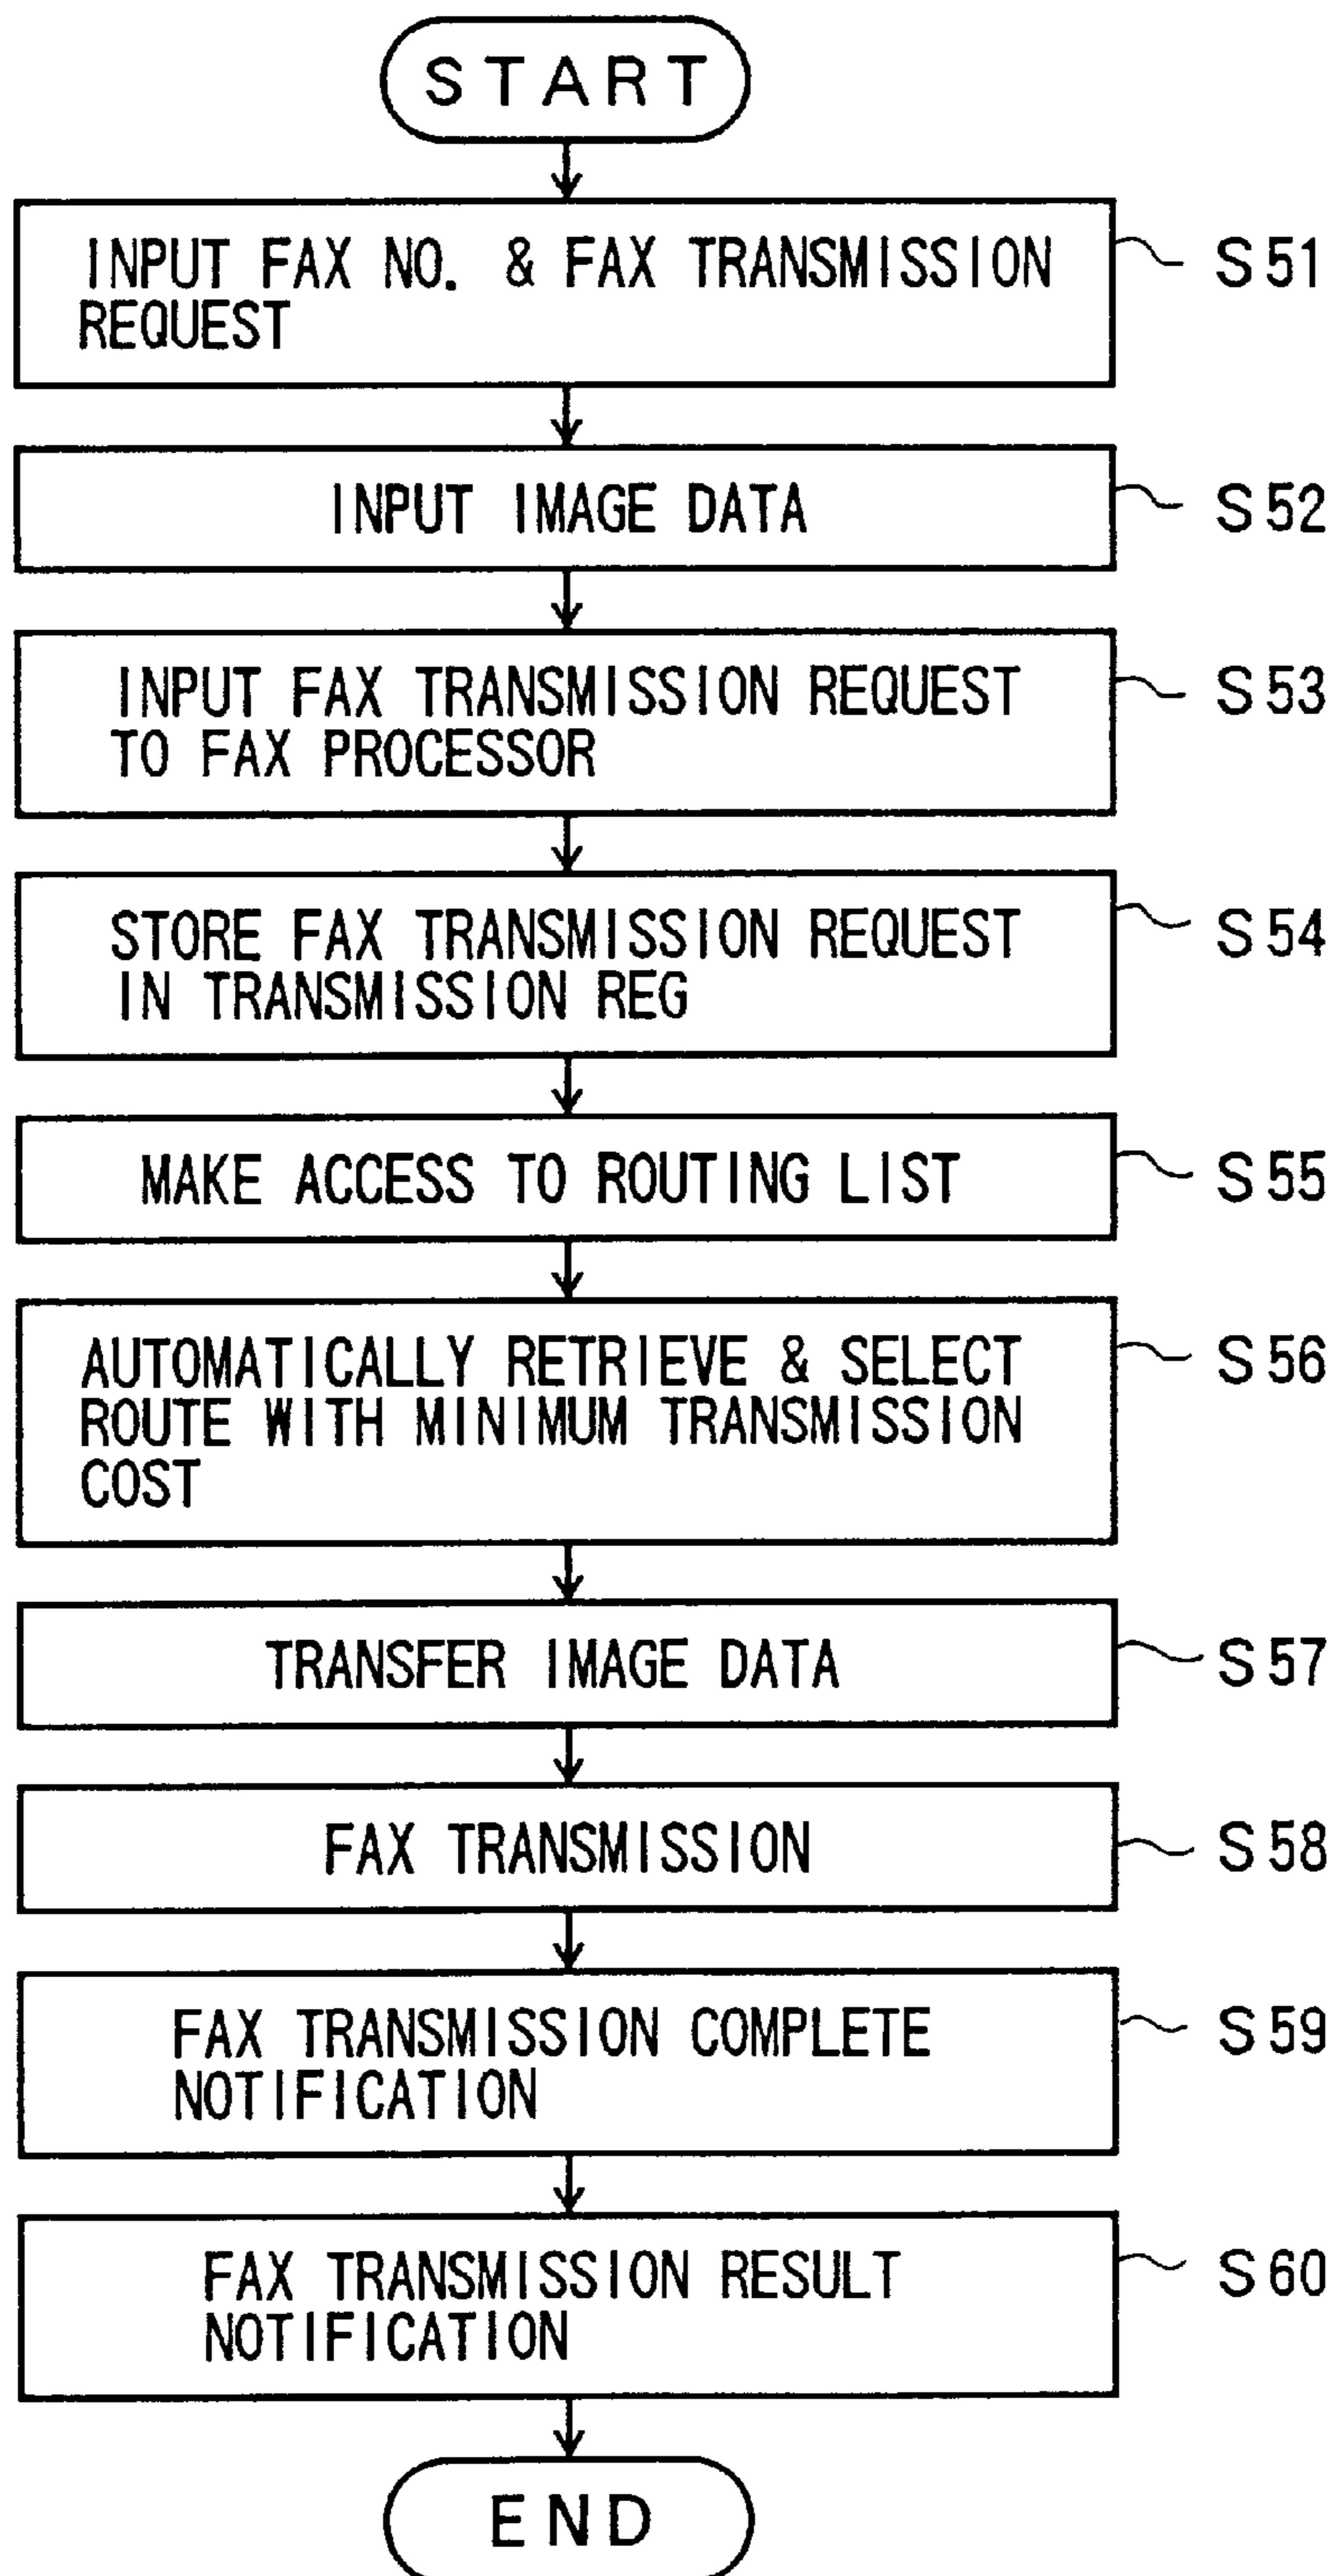 START
INPUT FAX NO. & FAX TRANSMISSION
REQUEST
S51
INPUT IMAGE DATA
S52
INPUT FAX TRANSMISSION REQUEST
TO FAX PROCESSOR
S53
STORE FAX TRANSMISSION REQUEST
IN TRANSMISSION REG
S54
MAKE ACCESS TO ROUTING LIST
S55
AUTOMATICALLY RETRIEVE & SELECT
ROUTE WITH MINIMUM TRANSMISSION
COST
S56
TRANSFER IMAGE DATA
S57
FAX TRANSMISSION
S58
FAX TRANSMISSION COMPLETE
NOTIFICATION
S59
FAX TRANSMISSION RESULT
NOTIFICATION
S60
END